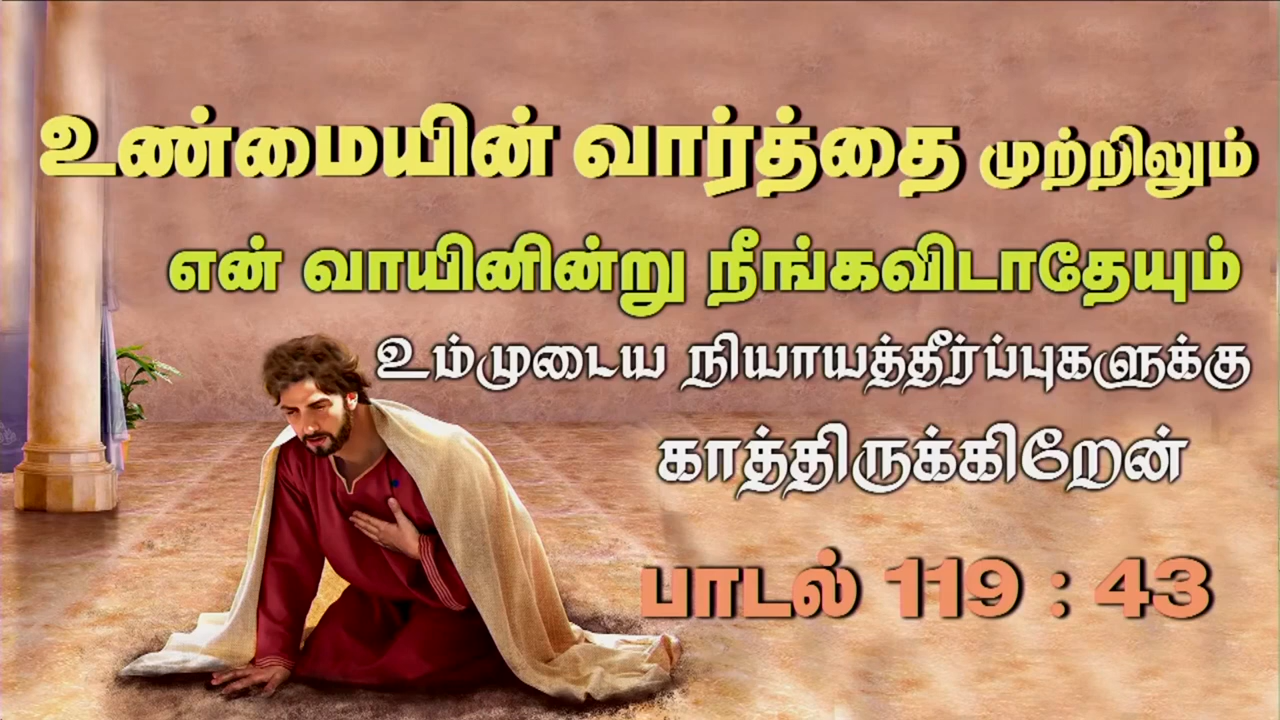 உண்மையின் வார்த்தை முற்றிலும்
என் வாயினின்று நீங்கவிடாதேயும்
உம்முடைய நியாயத்தீர்ப்புகளுக்கு
காத்திருக்கிறேன்
பாடல் 119 : 43